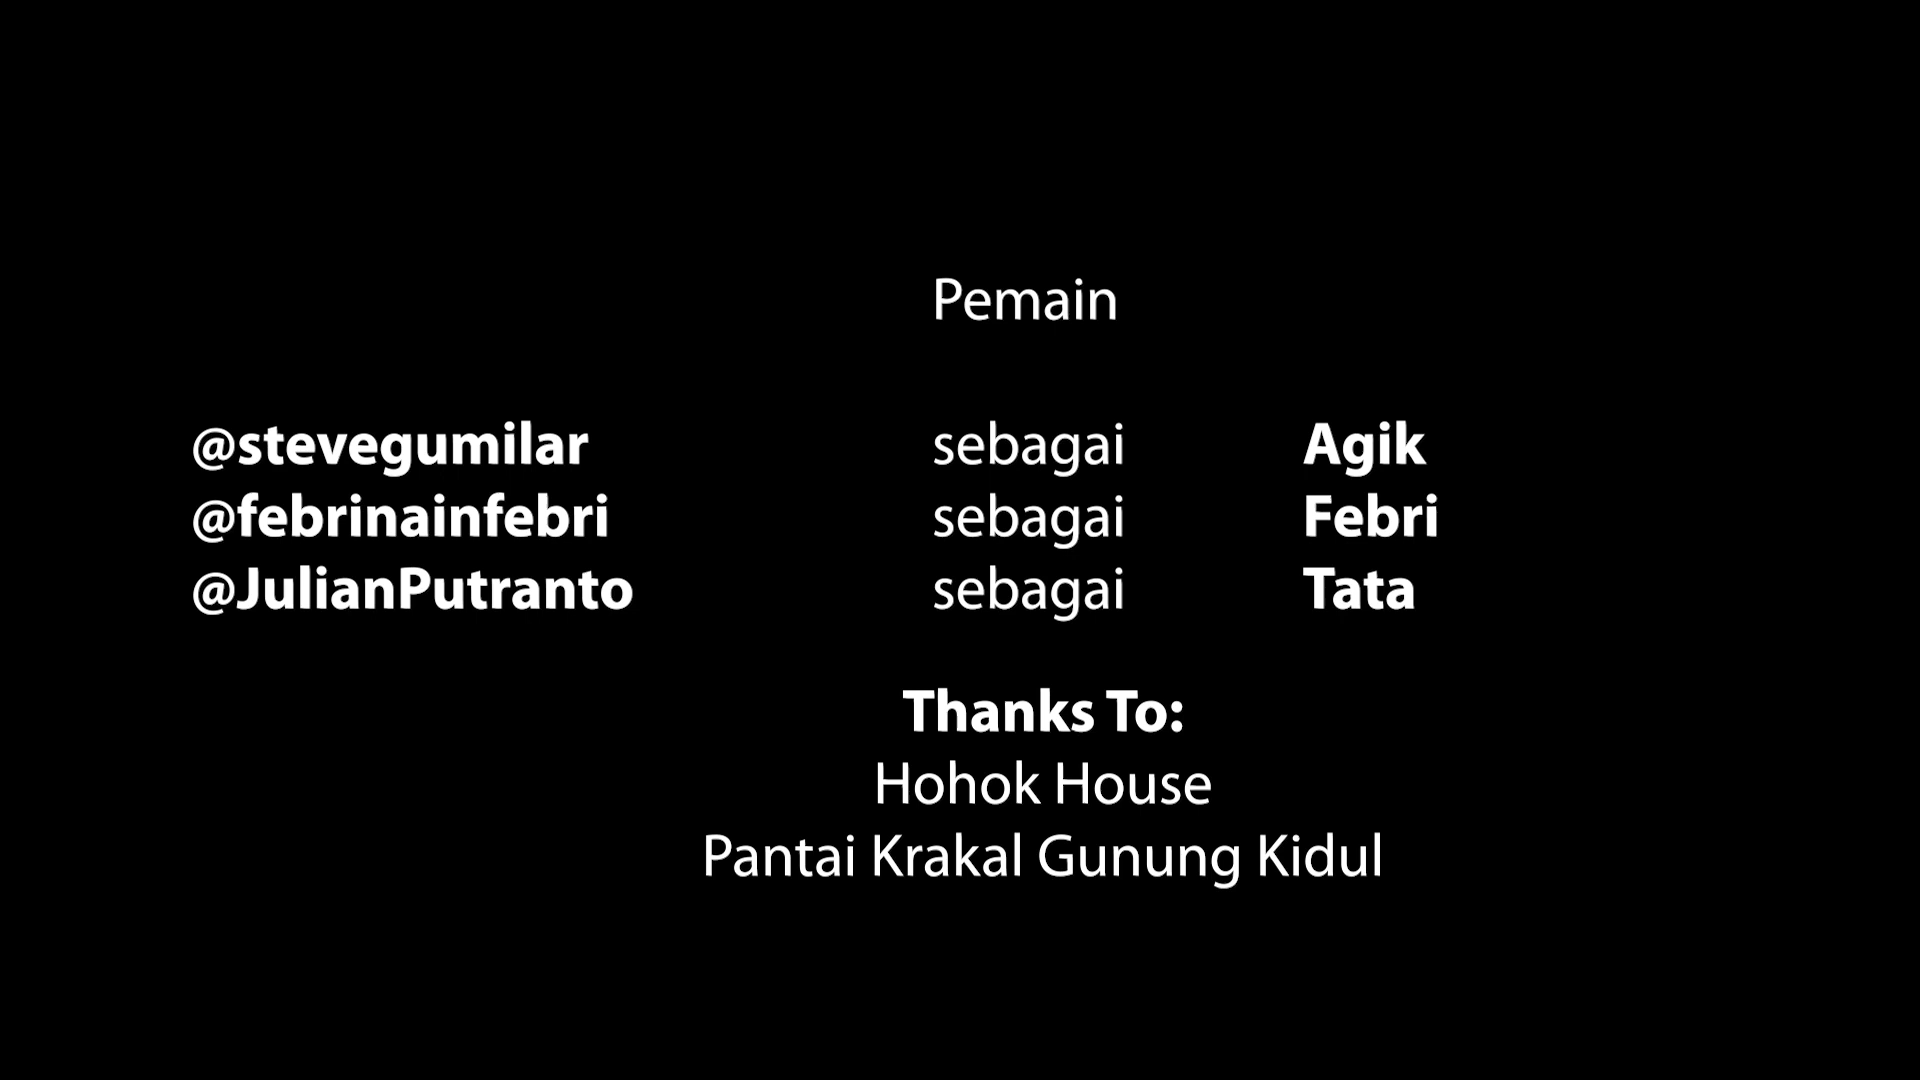 Pemain
@stevegumilar sebagai Agik
@febrinainfebri sebagai Febri
@JulianPutranto sebagai Tata
Thanks To:
Hohok House
Pantai Krakal Gunung Kidul